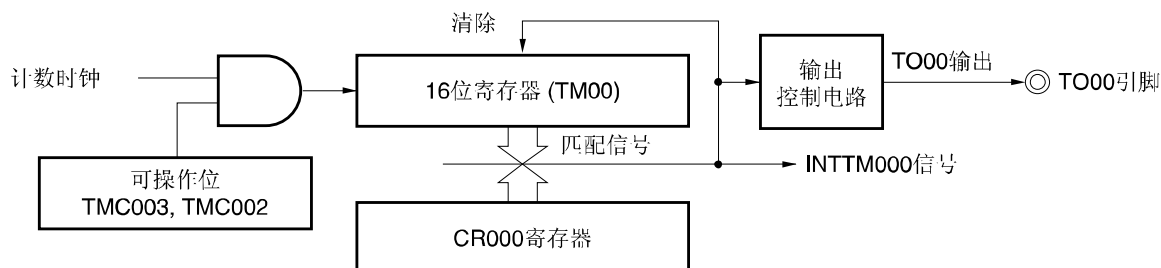 清除
计数时钟
16位寄存器 (TM00)
输出
控制电路
TO00输出
TO00引脚
匹配信号
INTTM000信号
可操作位
TMC003, TMC002
CR000寄存器